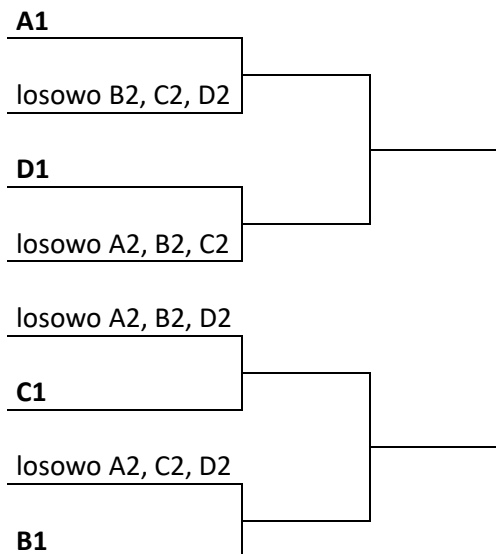 A1
losowo B2, C2, D2
D1
losowo A2, B2, C2
losowo A2, B2, D2
C1
losowo A2, C2, D2
B1